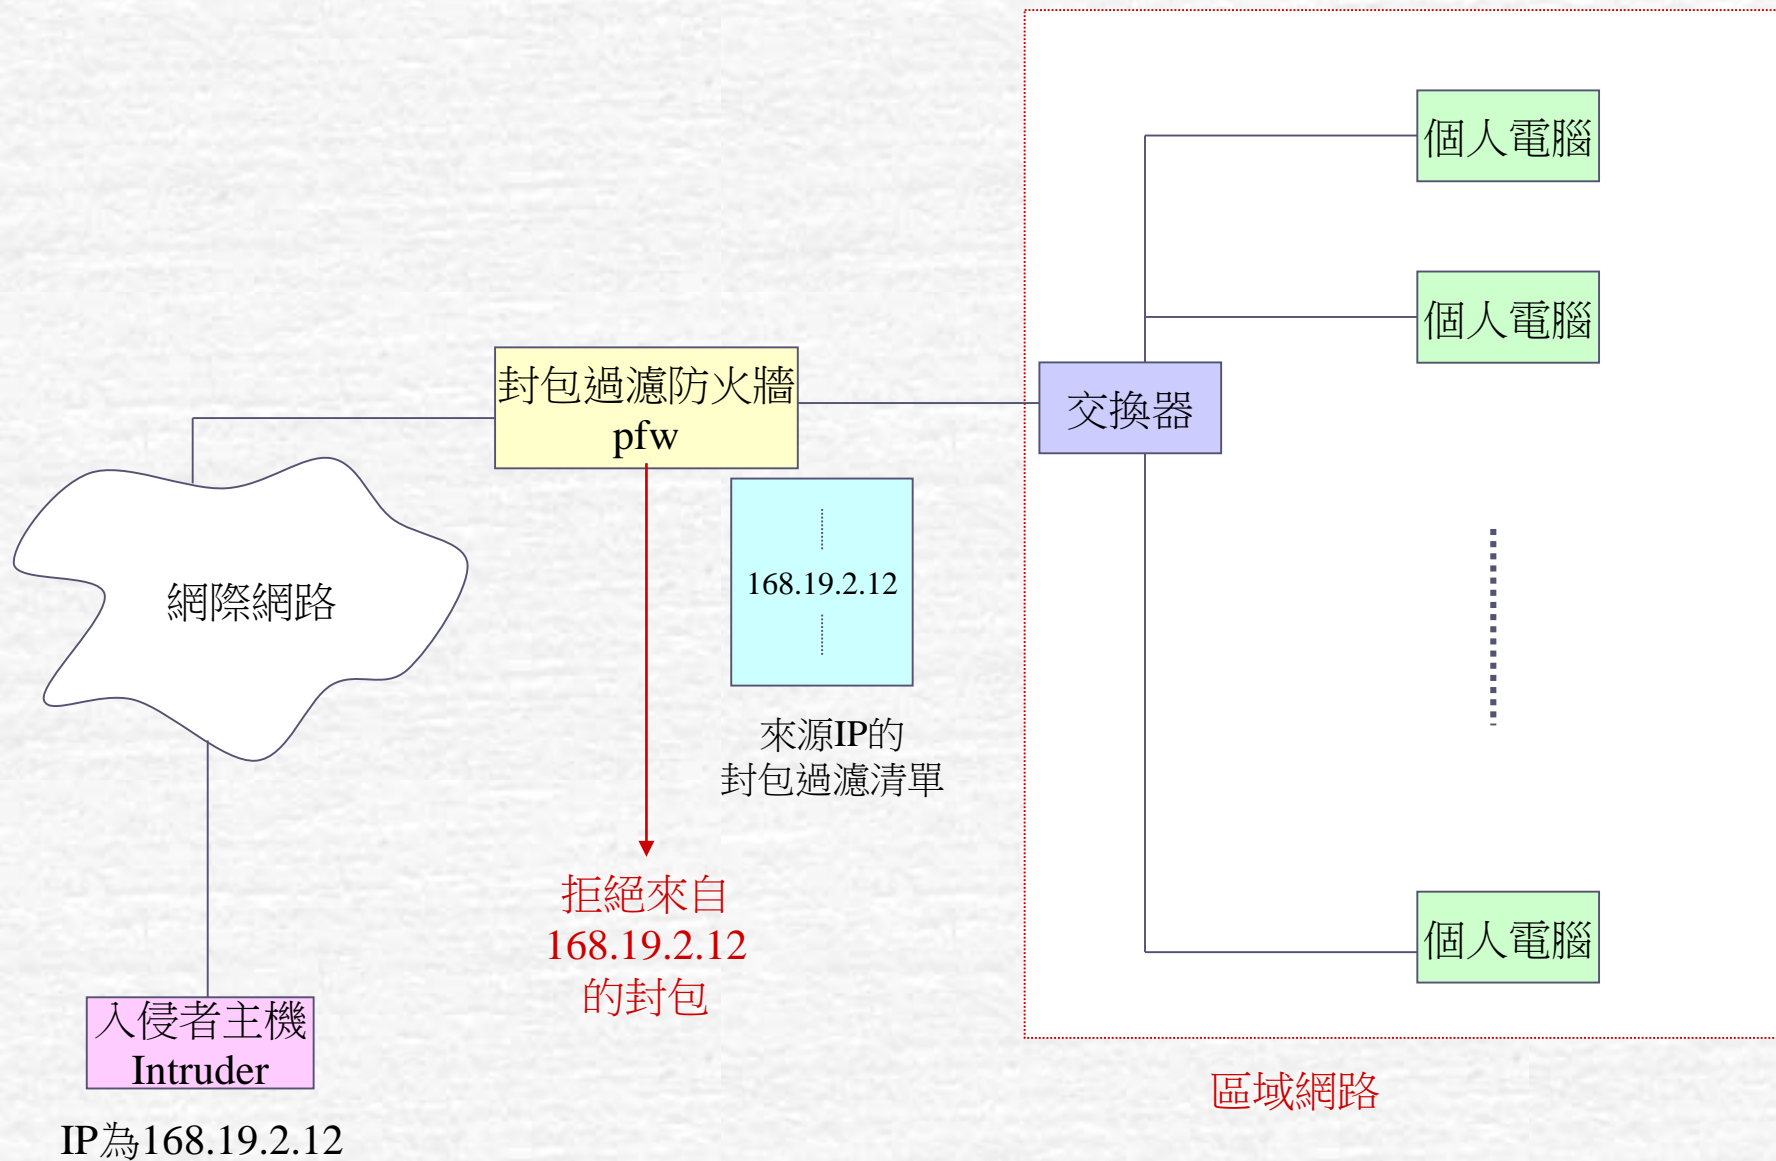 個人電腦
個人電腦
封包過濾防火牆
pfw
交換器
168.19.2.12
網際網路
來源IP的
封包過濾清單
拒絕來自
168.19.2.12
的封包
個人電腦
入侵者主機
Intruder
區域網路
IP為168.19.2.12